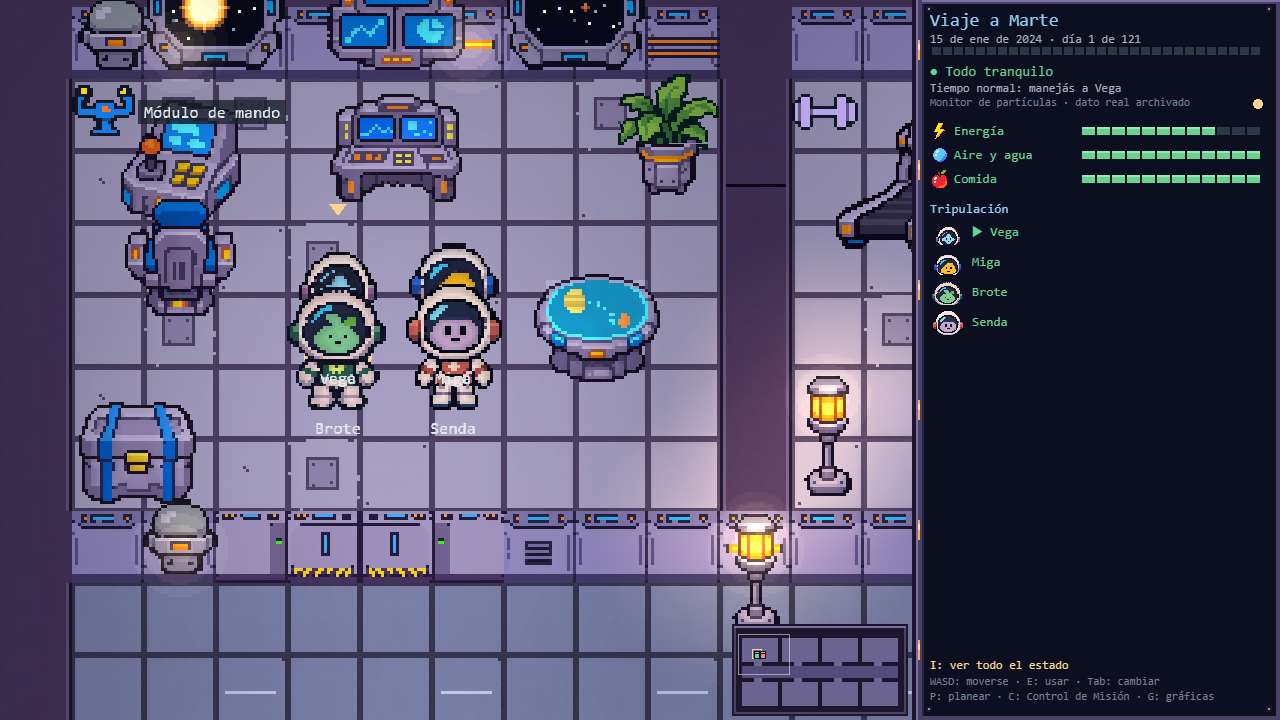 Módulo de mando
Vega
Miga
Brote
Senda
Viaje a Marte
15 de ene de 2024 · día 1 de 121
● Todo tranquilo
Tiempo normal: manejás a Vega
Monitor de partículas · dato real archivado
Energía
Aire y agua
Comida
Tripulación
▶ Vega
Miga
Brote
Senda
I: ver todo el estado
WASD: moverse · E: usar · Tab: cambiar
P: planear · C: Control de Misión · G: gráficas